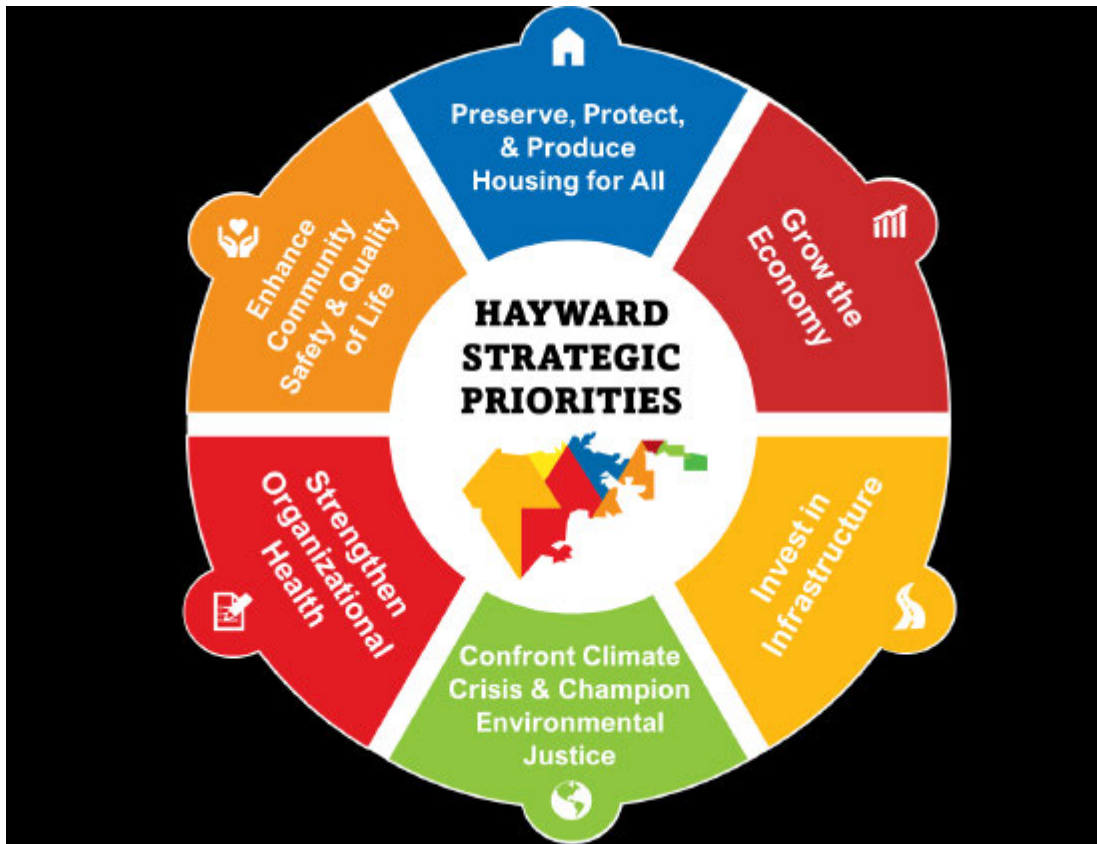 Preserve, Protect,
& Produce
Housing for All
Grow the
Economy
Invest in
Infrastructure
Confront Climate
Crisis & Champion
Environmental
Justice
Strengthen
Organizational
Health
Enhance
Community
Safety & Quality
of Life
HAYWARD
STRATEGIC
PRIORITIES